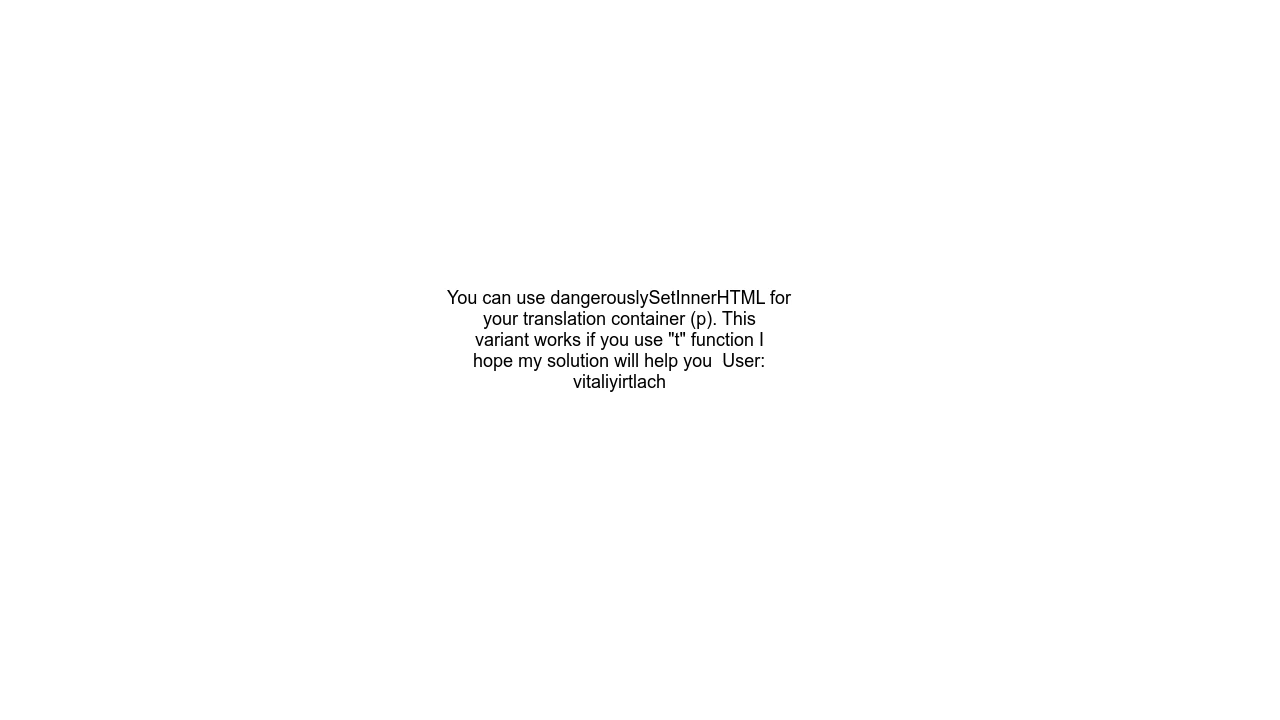 You can use dangerouslySetInnerHTML for
your translation container (p). This
variant works if you use "t" function I
hope my solution will help you  User:
vitaliyirtlach